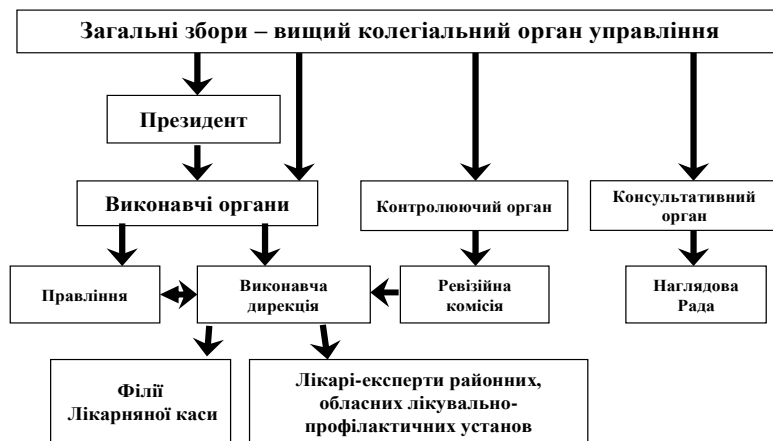 Загальні збори – вищий колегіальний орган управління
Президент
Виконавчі органи
Контролюючий орган
Консультативний
орган
Правління
Виконавча
дирекція
Ревізійна
комісія
Наглядова
Рада
Філії
Лікарняної каси
Лікарі-експерти районних,
обласних лікувально-
профілактичних установ